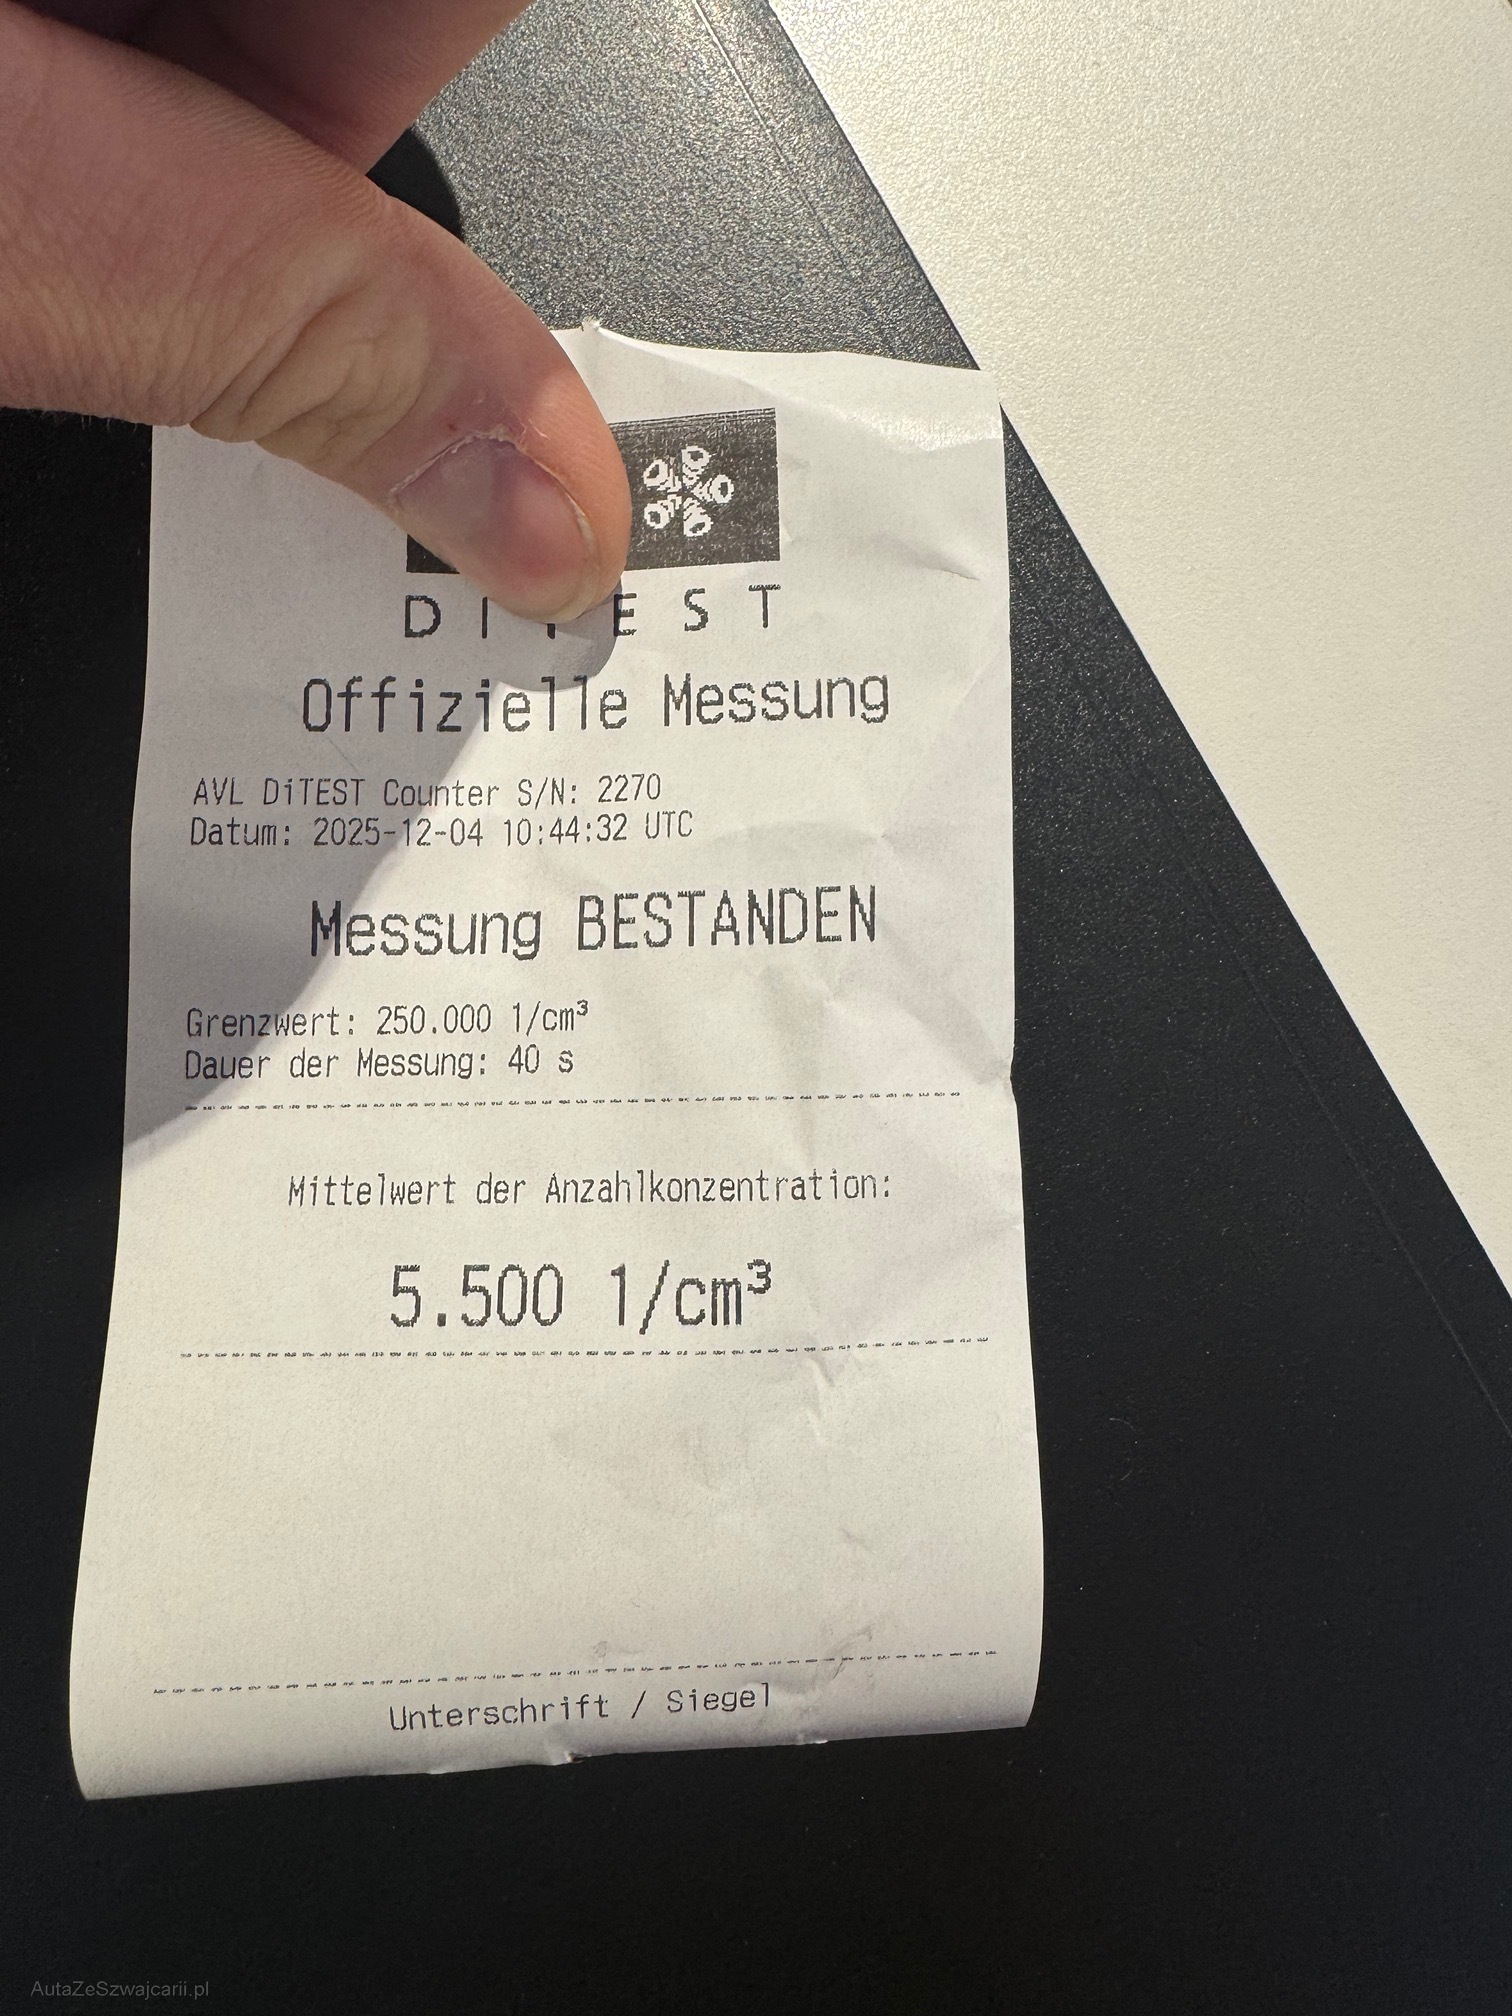 DITEST
Offizielle Messung
AVL DiTEST Counter S/N: 2270
Datum: 2025-12-04 10:44:32 UTC
Messung BESTANDEN
Grenzwert: 250.000 1/cm³
Dauer der Messung: 40 s
Mittelwert der Anzahlkonzentration:
5.500 1/cm³
Unterschrift / Siegel
AutaZeSzwajcarii.pl